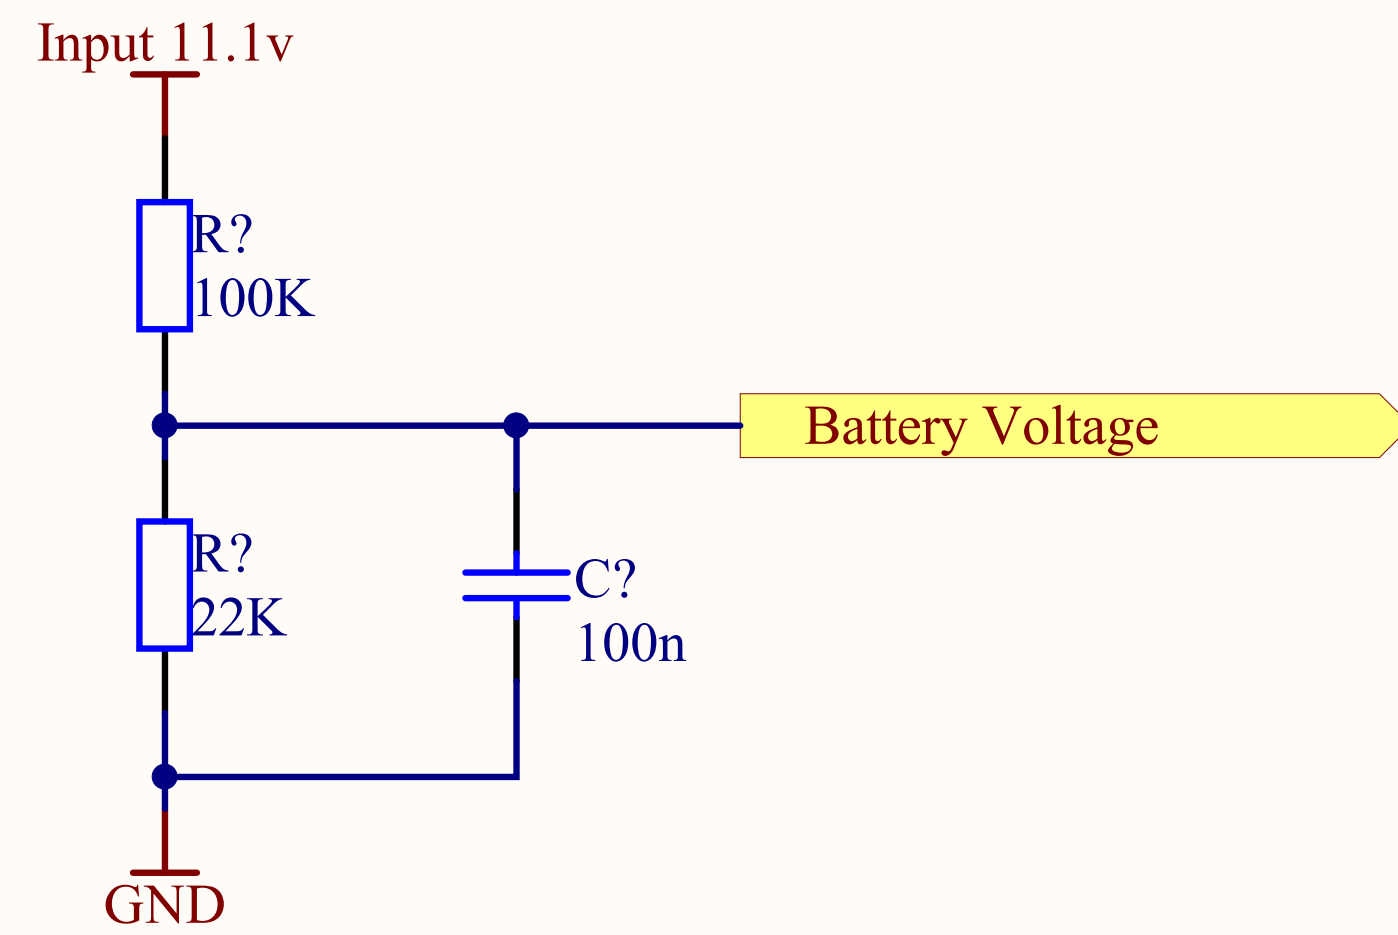 Input 11.1v
R?
100K
Battery Voltage
R?
22K
C?
100n
GND